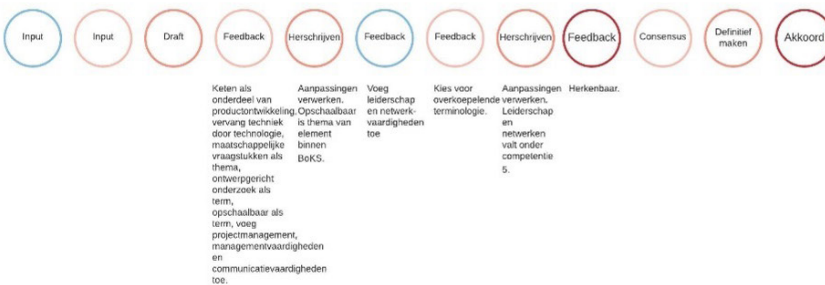 Input
Input
Draft
Feedback
Herschrijven
Feedback
Feedback
Herschrijven
Feedback
Consensus
Definitief
maken
Akkoord
Keten als
onderdeel van
productontwikkeling,
vervang techniek
door technologie,
maatschappelijke
vraagstukken als
thema,
ontwerpgericht
onderzoek als
term,
opschaalbaar als
term, voeg
projectmanagement,
managementvaardigheden
en
communicatievaardigheden
toe.
Aanpassingen
verwerken.
Opschaalbaar
is thema van
element
binnen
BoKS.
Voeg
leiderschap
en netwerk-
vaardigheden
toe
Kies voor
overkoepelende
terminologie.
Aanpassingen
verwerken.
Leiderschap
en
netwerken
valt onder
competentie
5.
Herkenbaar.